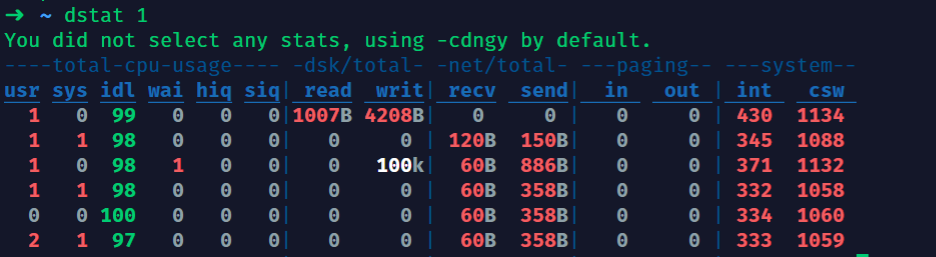 → ~ dstat 1
You did not select any stats, using -cdngy by default.
----total-cpu-usage---- -dsk/total- -net/total- ---paging-- ---system--
usr sys idl wai hiq siq| read  writ| recv  send|  in   out | int   csw
  1   0  99   0   0   0|1007B 4208B|   0     0 |   0     0 | 430  1134
  1   1  98   0   0   0|   0     0 | 120B  150B|   0     0 | 345  1088
  1   0  98   1   0   0|   0   100k|  60B  886B|   0     0 | 371  1132
  1   1  98   0   0   0|   0     0 |  60B  358B|   0     0 | 332  1058
  0   0 100   0   0   0|   0     0 |  60B  358B|   0     0 | 334  1060
  2   1  97   0   0   0|   0     0 |  60B  358B|   0     0 | 333  1059